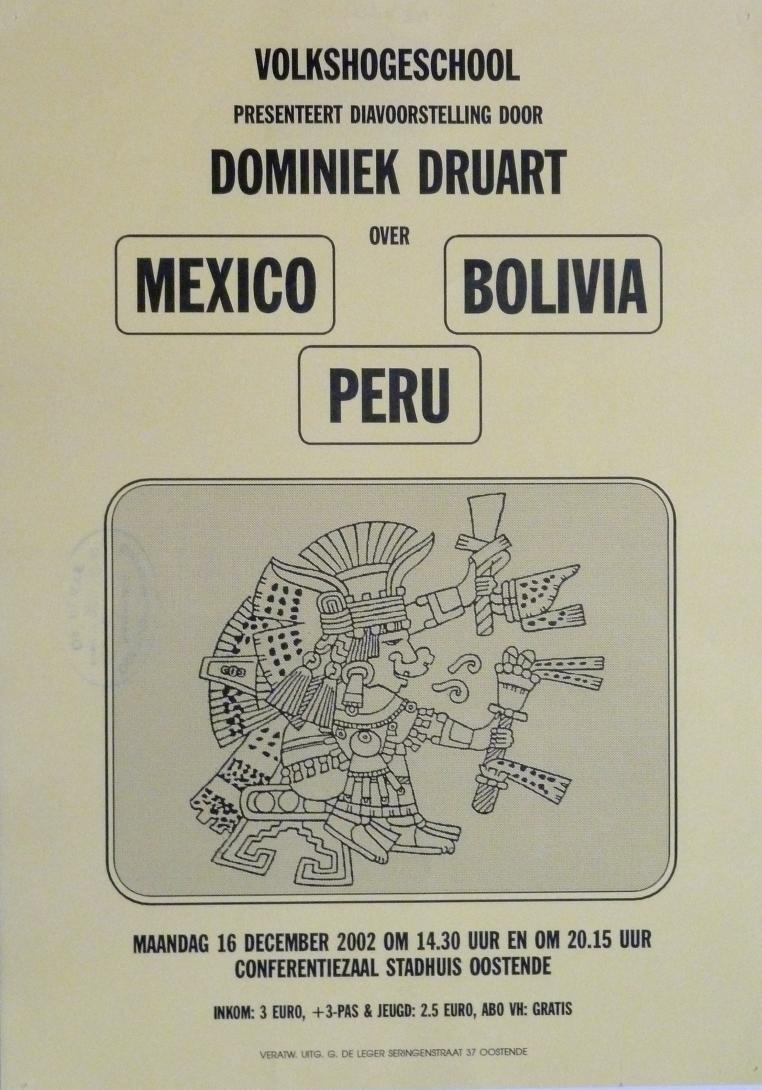 VOLKSHOGESCHOOL
PRESENTEERT DIAVOORSTELLING DOOR
DOMINIEK DRUART
OVER
MEXICO
BOLIVIA
PERU
MAANDAG 16 DECEMBER 2002 OM 14.30 UUR EN OM 20.15 UUR
CONFERENTIEZAAL STADHUIS OOSTENDE
INKOM: 3 EURO, +3-PAS & JEUGD: 2.5 EURO, ABO VH: GRATIS
VERATW. UITG. G. DE LEGER SERINGENSTRAAT 37 OOSTENDE